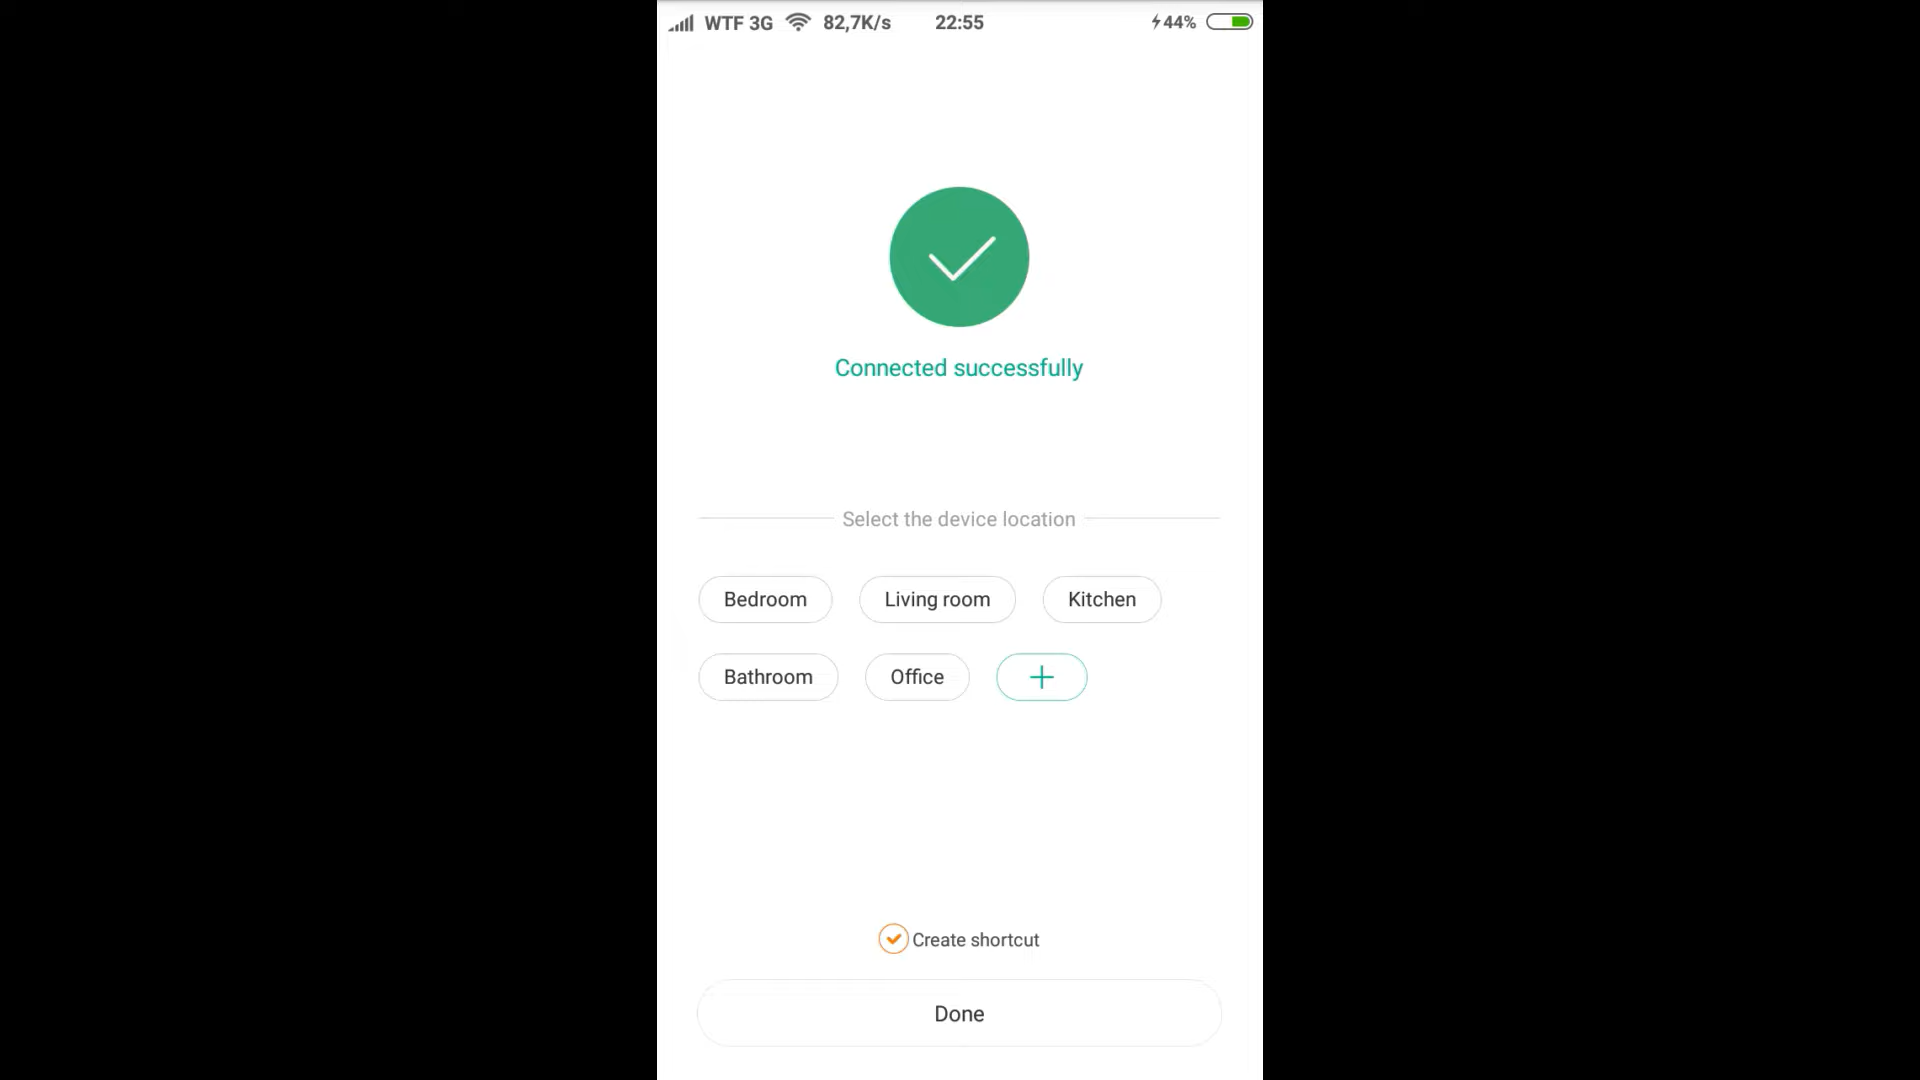 WTF 3G 82,7K/s 22:55 44%
Connected successfully
Select the device location
Bedroom Living room Kitchen
Bathroom Office +
Create shortcut
Done